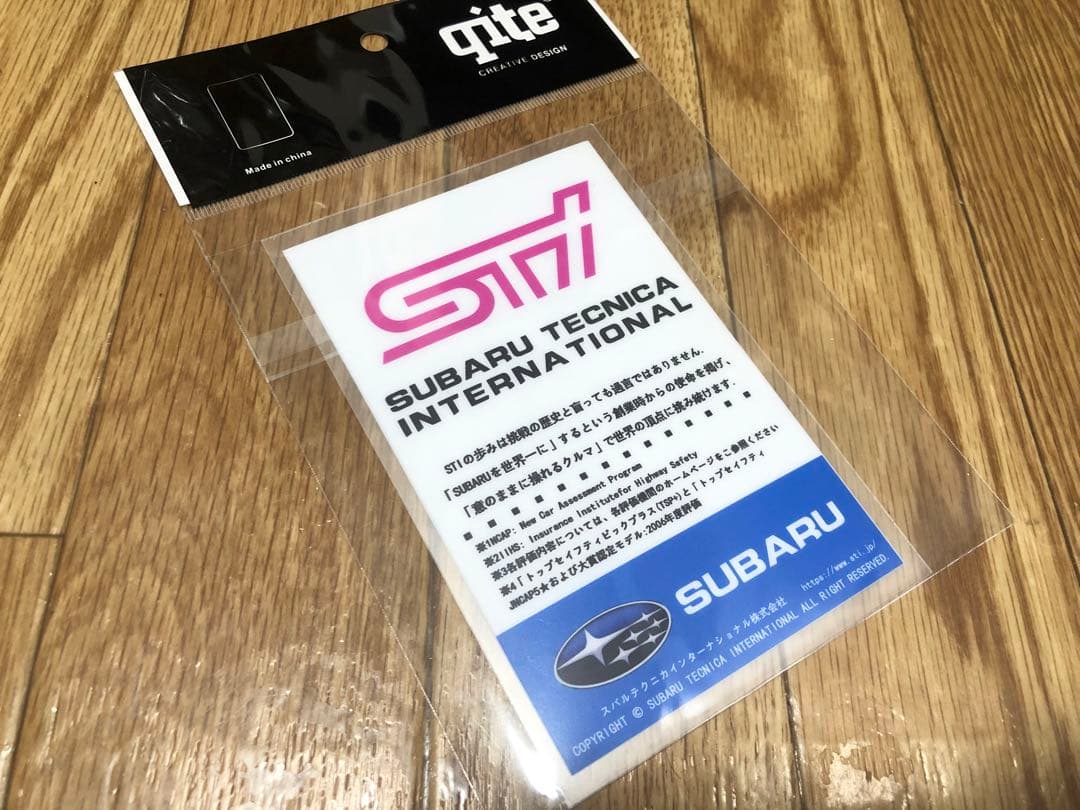 qite
CREATIVE DESIGN
Made in china
STi
SUBARU TECNICA
INTERNATIONAL
STIの歩みは挑戦の歴史と盲っても過吉ではありません.
「SUBARUを世界一に」するという創業時からの使命を掲げ、
「意のままに操れるクルマ」で世界の頂点に挑み続けます.
■ ■ ■ ■ ■ ■ ■ ■ ■ ■ ■ ■ ■
※1NCAP: New Car Assessment Program
※2IIHS: Insurance Institutefor Highway Safety
※3各評価内容については、各評価機関のホームページをご参照ください
※4「トップセイフティピックプラス(TSP+)と「トップセイフティ
JNCAP5★および大賞認定モデル:2006年度評価
SUBARU
スバルテクニカインターナショナル株式会社 https://www.sti.jp/
COPYRIGHT © SUBARU TECNICA INTERNATIONAL ALL RIGHT RESERVED.